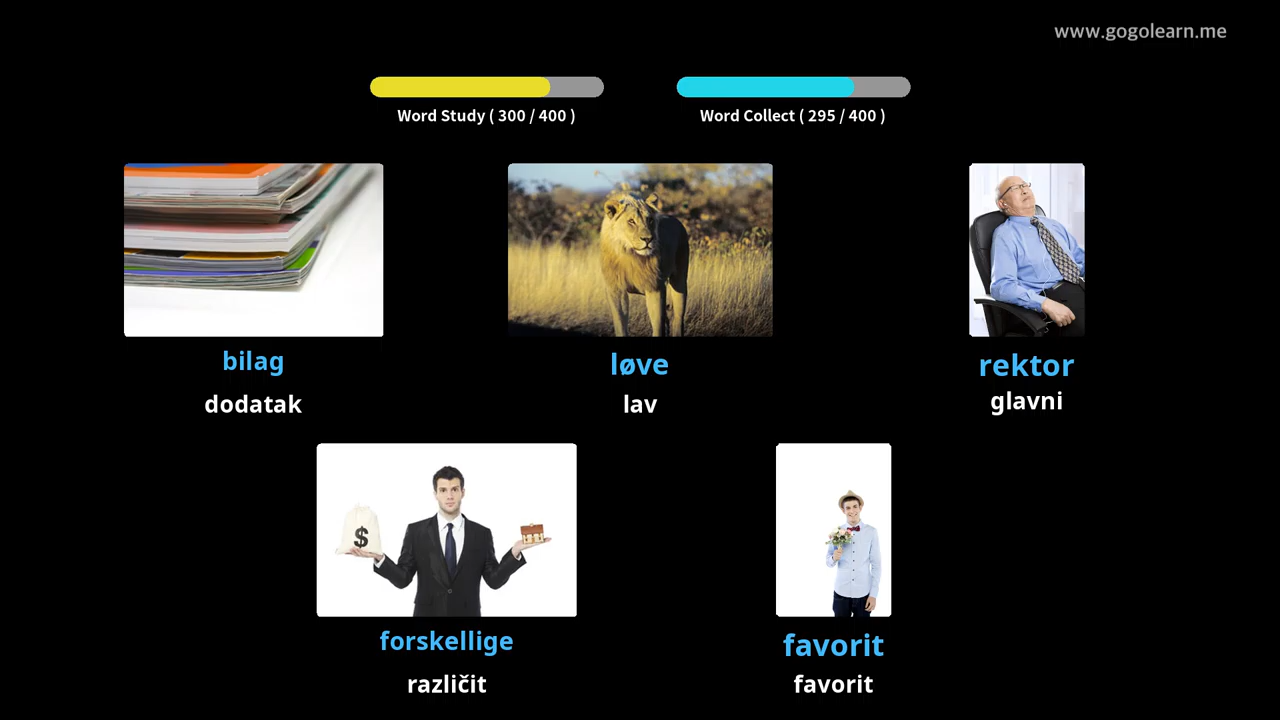 www.gogolearn.me
Word Study ( 300 / 400 )
Word Collect ( 295 / 400 )
bilag
dodatak
løve
lav
rektor
glavni
$
forskellige
različit
favorit
favorit